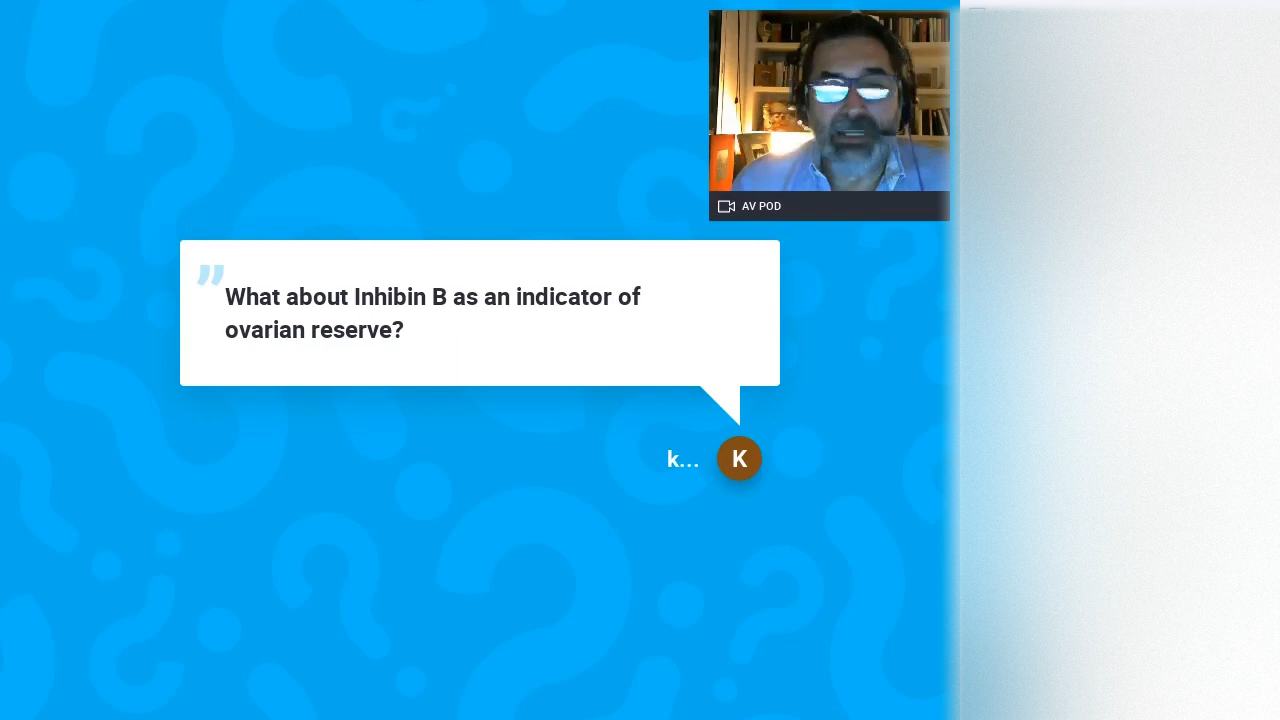 AV POD
”
What about Inhibin B as an indicator of
ovarian reserve?
k...
K